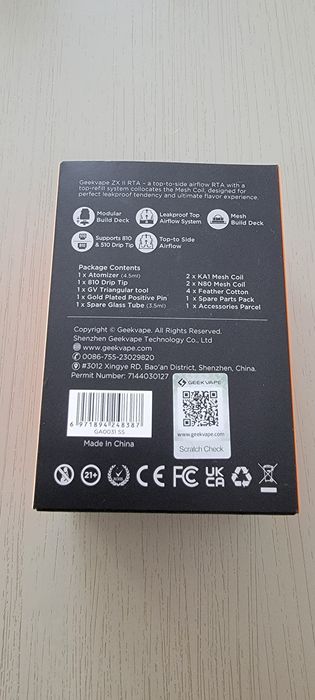 Geekvape ZX II RTA - a top-to-side airflow RTA with a
top-refill system collocates the Mesh Coil, designed for
perfect leakproof tendency and ultimate flavor experience.
Modular
Build Deck
Leakproof Top
Airflow System
Mesh
Build Deck
Supports 810
& 510 Drip Tip
Top-to Side
Airflow
Package Contents
1 x Atomizer (4.5ml)
1 x 810 Drip Tip
1 x GV Triangular tool
1 x Gold Plated Positive Pin
1 x Spare Glass Tube (3.5ml)
2 x KA1 Mesh Coil
2 x N80 Mesh Coil
4 x Feather Cotton
1 x Spare Parts Pack
1 x Accessories Parcel
Copyright © Geekvape. All Rights Reserved.
Shenzhen Geekvape Technology Co., Ltd
www.geekvape.com
0086-755-23029820
#3012 Xingye RD, Bao'an District, Shenzhen, China.
Permit Number: 7144030127
6 971894 248387
GA0031 SS
Made In China
GEEKVAPE
www.geekvape.com
Scratch Check
21+
CE FC UK
CA